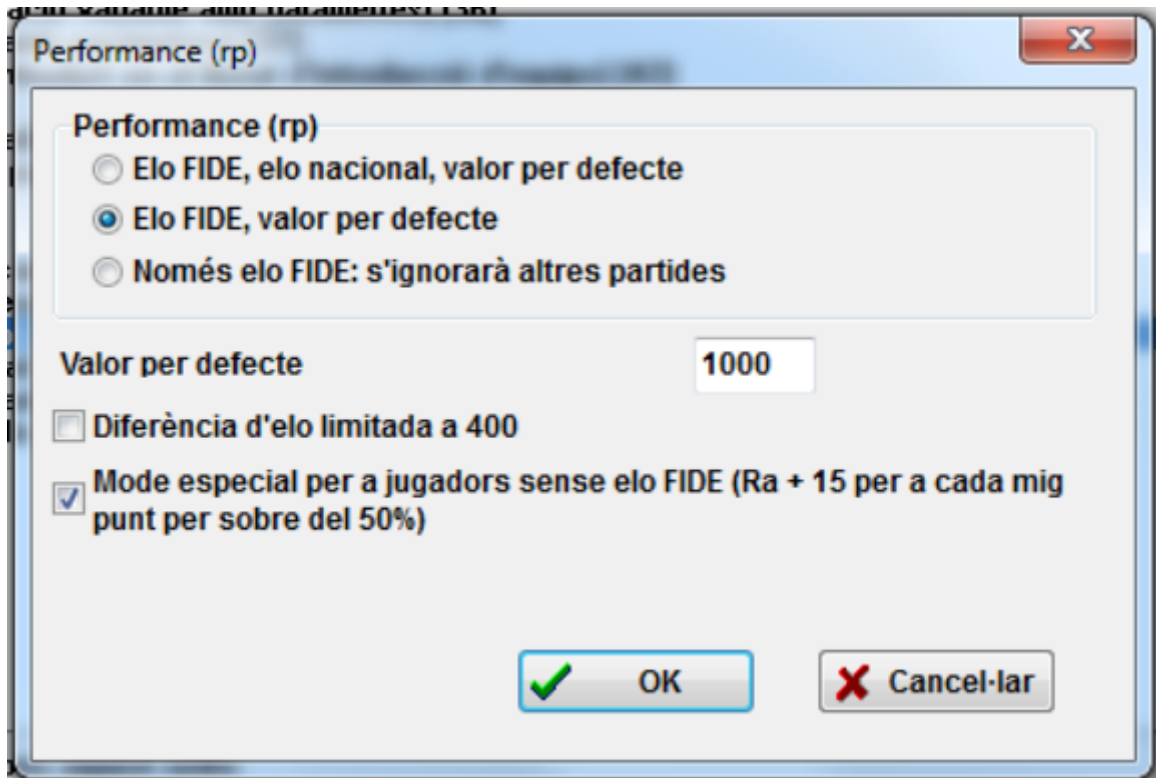 Performance (rp)
Performance (rp)
Elo FIDE, elo nacional, valor per defecte
Elo FIDE, valor per defecte
Només elo FIDE: s'ignorarà altres partides
Valor per defecte
1000
Diferència d'elo limitada a 400
Mode especial per a jugadors sense elo FIDE (Ra + 15 per a cada mig
punt per sobre del 50%)
OK
Cancel·lar